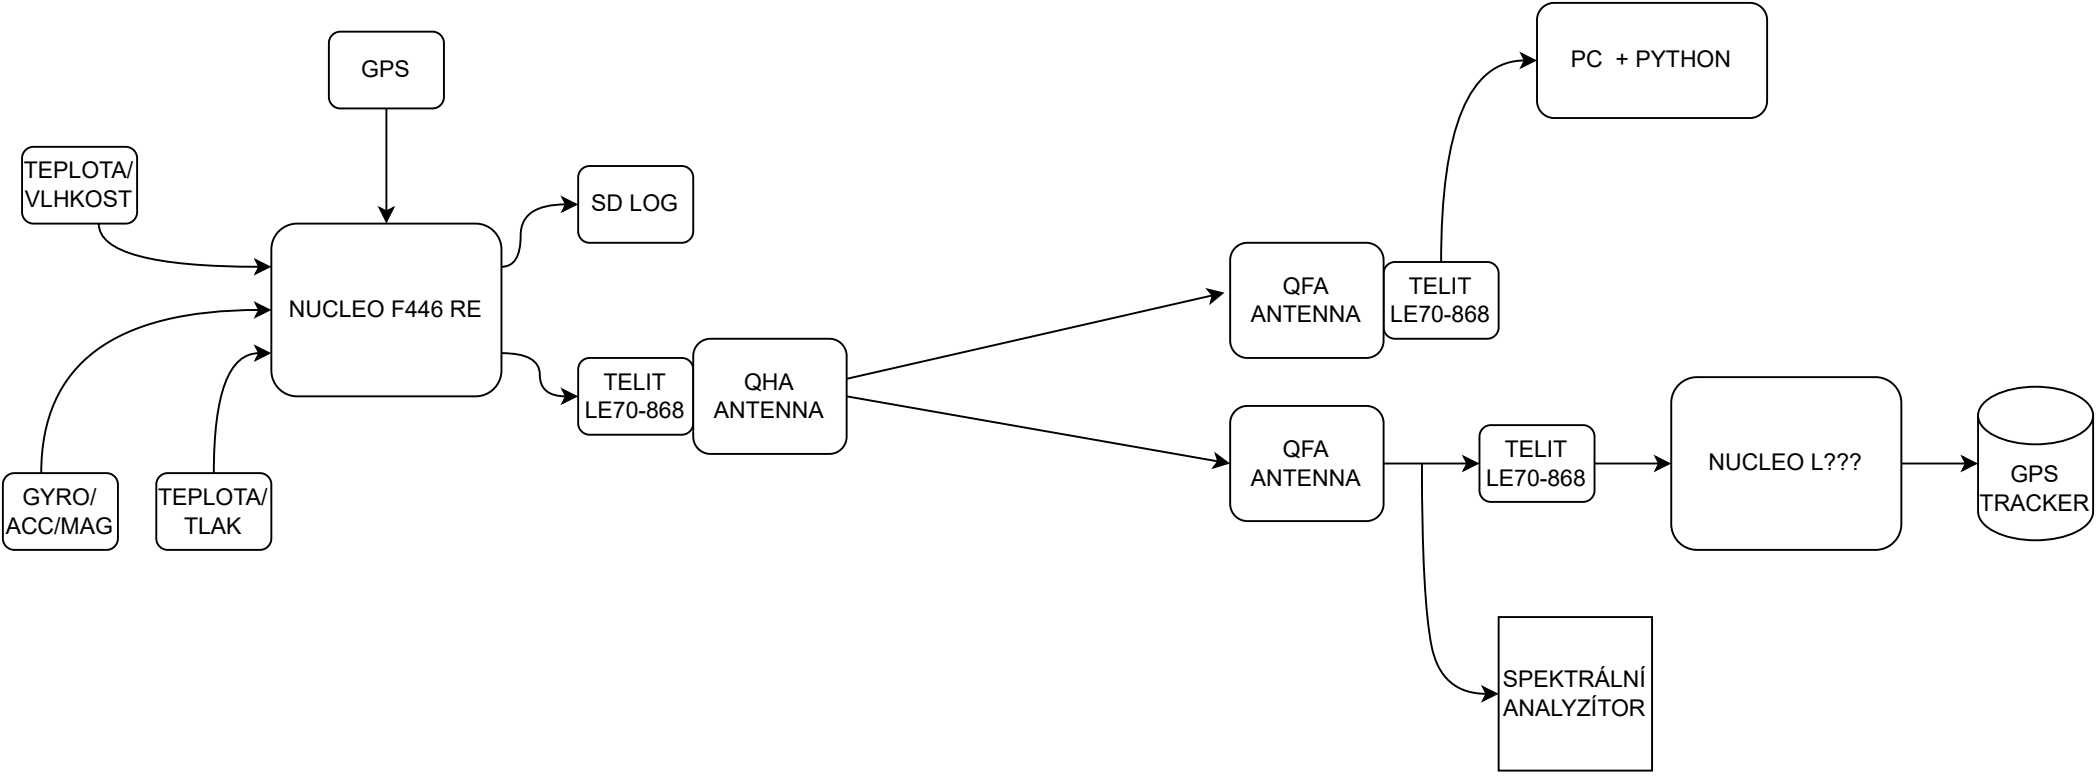 PC + PYTHON
GPS
TEPLOTA/
VLHKOST
SD LOG
NUCLEO F446 RE
QFA
ANTENNA
TELIT
LE70-868
TELIT
LE70-868
QHA
ANTENNA
QFA
ANTENNA
TELIT
LE70-868
NUCLEO L???
GPS
TRACKER
GYRO/
ACC/MAG
TEPLOTA/
TLAK
SPEKTRÁLNÍ
ANALYZÍTOR